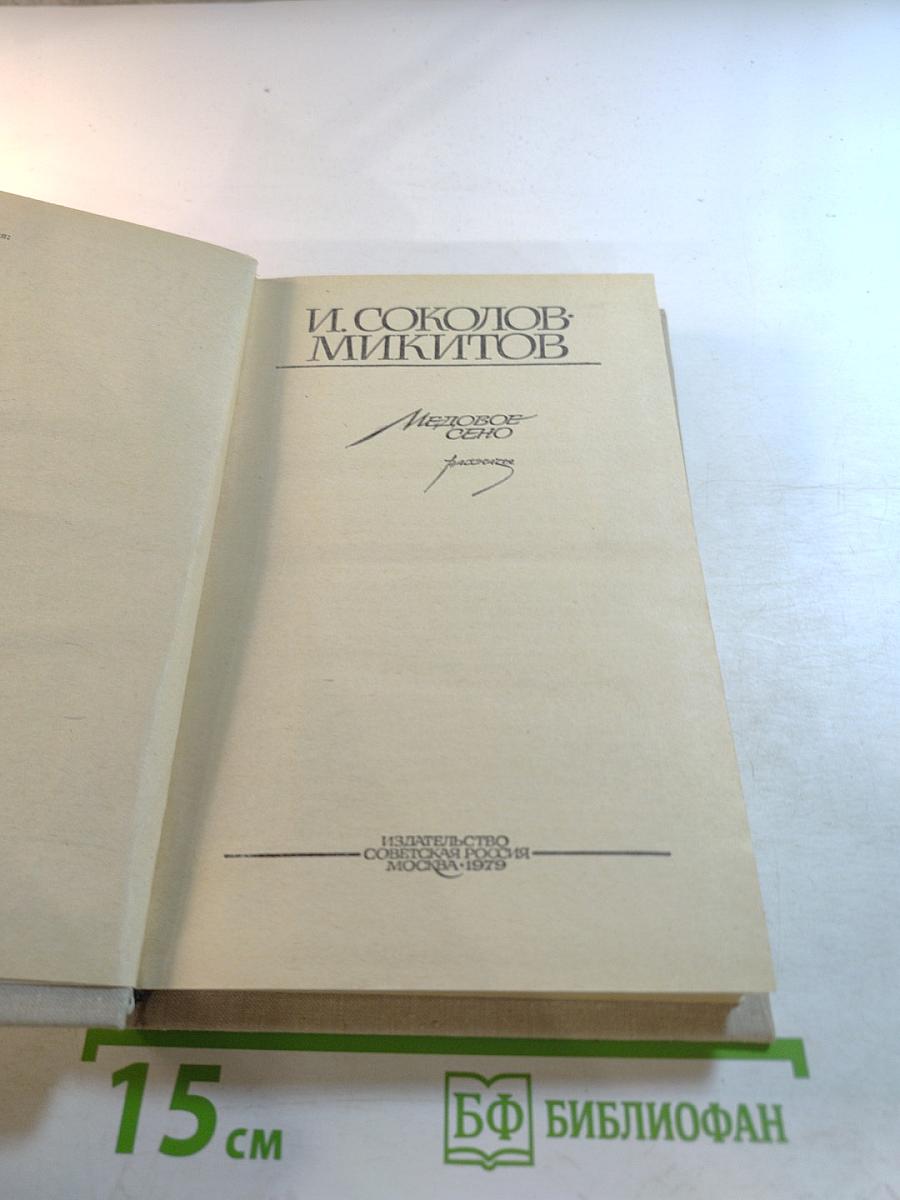 И. СОКОЛОВ-
МИКИТОВ
МЕДОВОЕ
СЕНО
рассказы
ИЗДАТЕЛЬСТВО
СОВЕТСКАЯ РОССИЯ
МОСКВА·1979
15 см
БФ БИБЛИОФАН